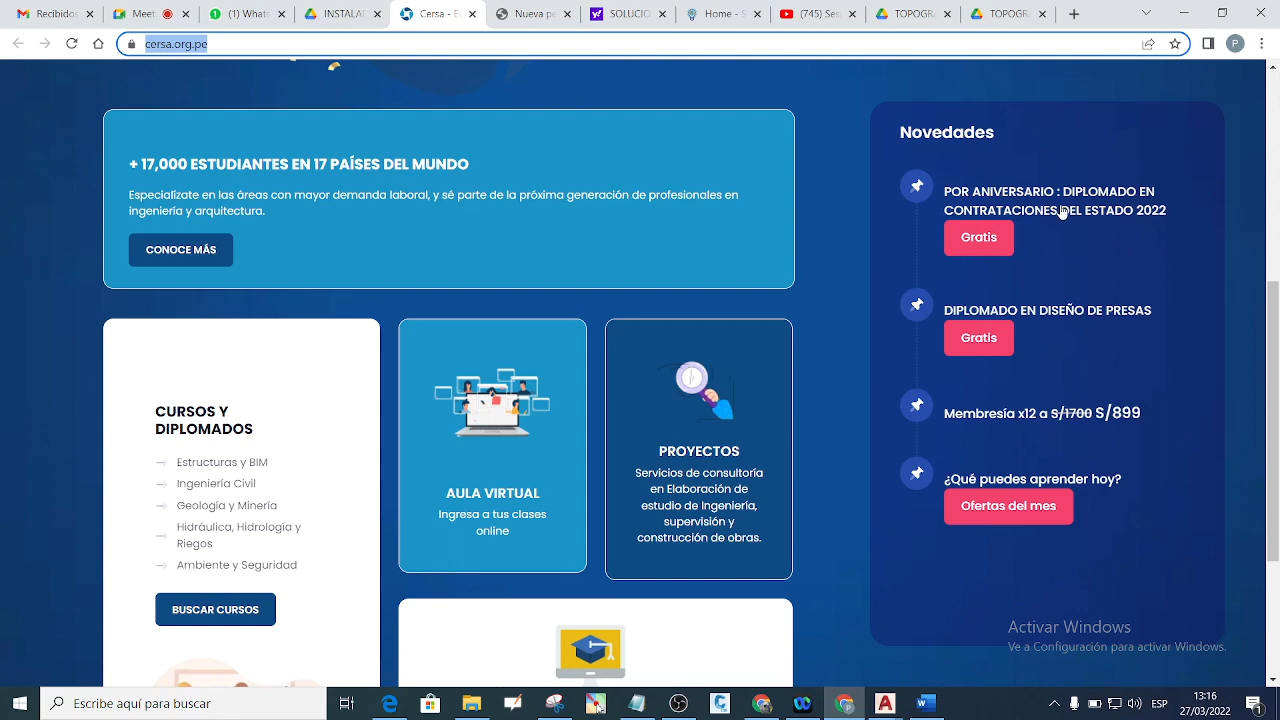 Recibidos
(1) Whats
INSTALAC
Meet
Cersa - E
Nueva pe
SOLUCIO
Home - S
(745) Ses
TOPOGR
TOPOG
cersa.org.pe
P
+ 17,000 ESTUDIANTES EN 17 PAÍSES DEL MUNDO
Especialízate en las áreas con mayor demanda laboral, y sé parte de la próxima generación de profesionales en
ingeniería y arquitectura.
CONOCE MÁS
CURSOS Y
DIPLOMADOS
Estructuras y BIM
Ingeniería Civil
Geología y Minería
Hidráulica, Hidrología y
Riegos
Ambiente y Seguridad
BUSCAR CURSOS
AULA VIRTUAL
Ingresa a tus clases
online
PROYECTOS
Servicios de consultoría
en Elaboración de
estudio de Ingeniería,
supervisión y
construcción de obras.
Novedades
POR ANIVERSARIO : DIPLOMADO EN
CONTRATACIONES DEL ESTADO 2022
Gratis
DIPLOMADO EN DISEÑO DE PRESAS
Gratis
Membresía x12 a S/1700 S/899
¿Qué puedes aprender hoy?
Ofertas del mes
Activar Windows
Ve a Configuración para activar Windows.
Escribe aquí para buscar
ESP
13:16
27/03/2022